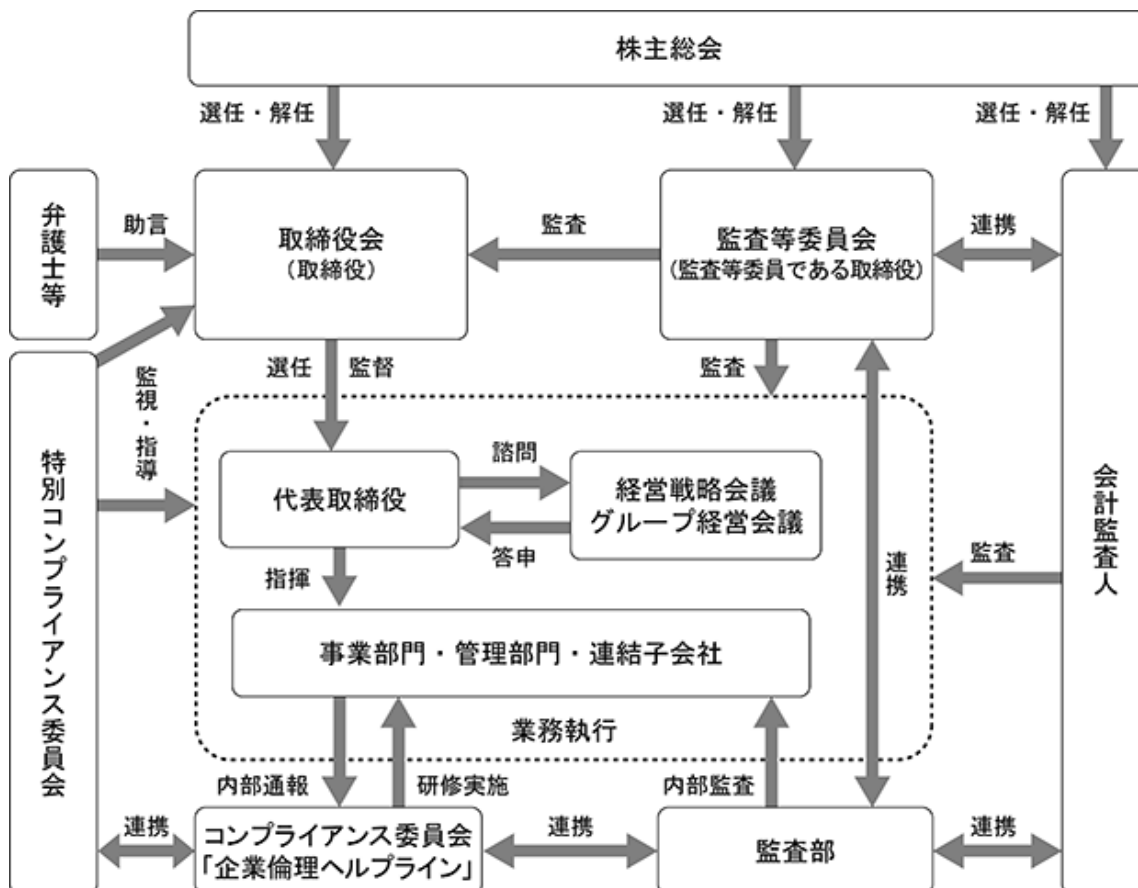 株主総会
選任・解任
選任・解任
選任・解任
弁護士等
助言
取締役会
(取締役)
監査
監査等委員会
(監査等委員である取締役)
連携
監視・指導
選任
監督
監査
特別コンプライアンス委員会
代表取締役
諮問
答申
経営戦略会議
グループ経営会議
連携
監査
会計監査人
指揮
事業部門・管理部門・連結子会社
業務執行
内部通報
研修実施
内部監査
連携
コンプライアンス委員会
「企業倫理ヘルプライン」
連携
監査部
連携